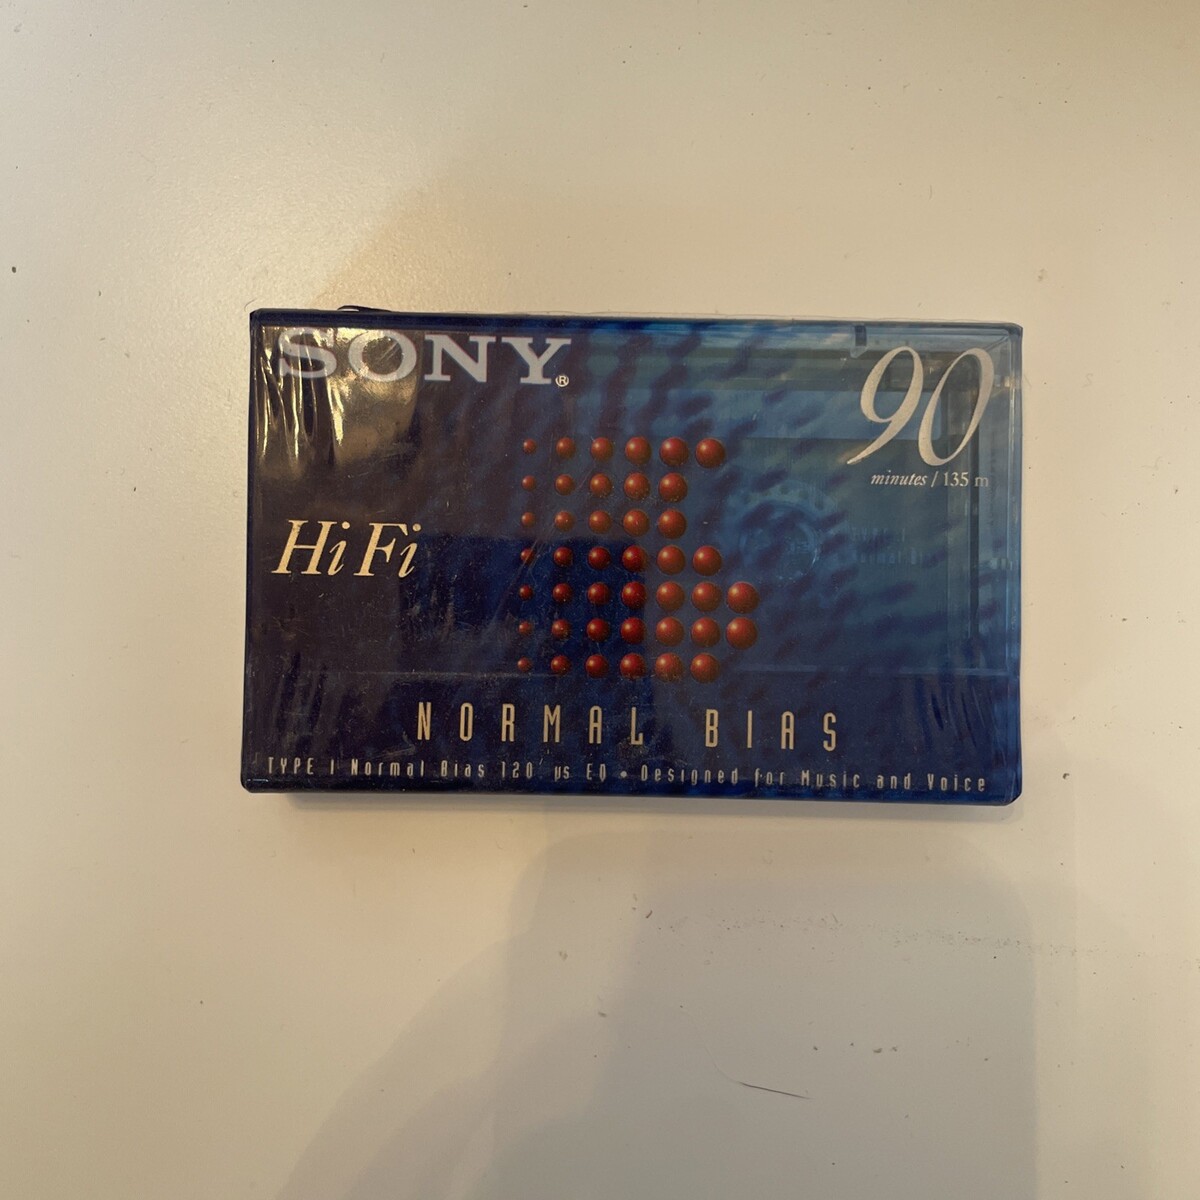 SONY®
90
minutes / 135 m
Hi Fi
NORMAL BIAS
TYPE I Normal Bias 120 µs EQ • Designed for Music and Voice